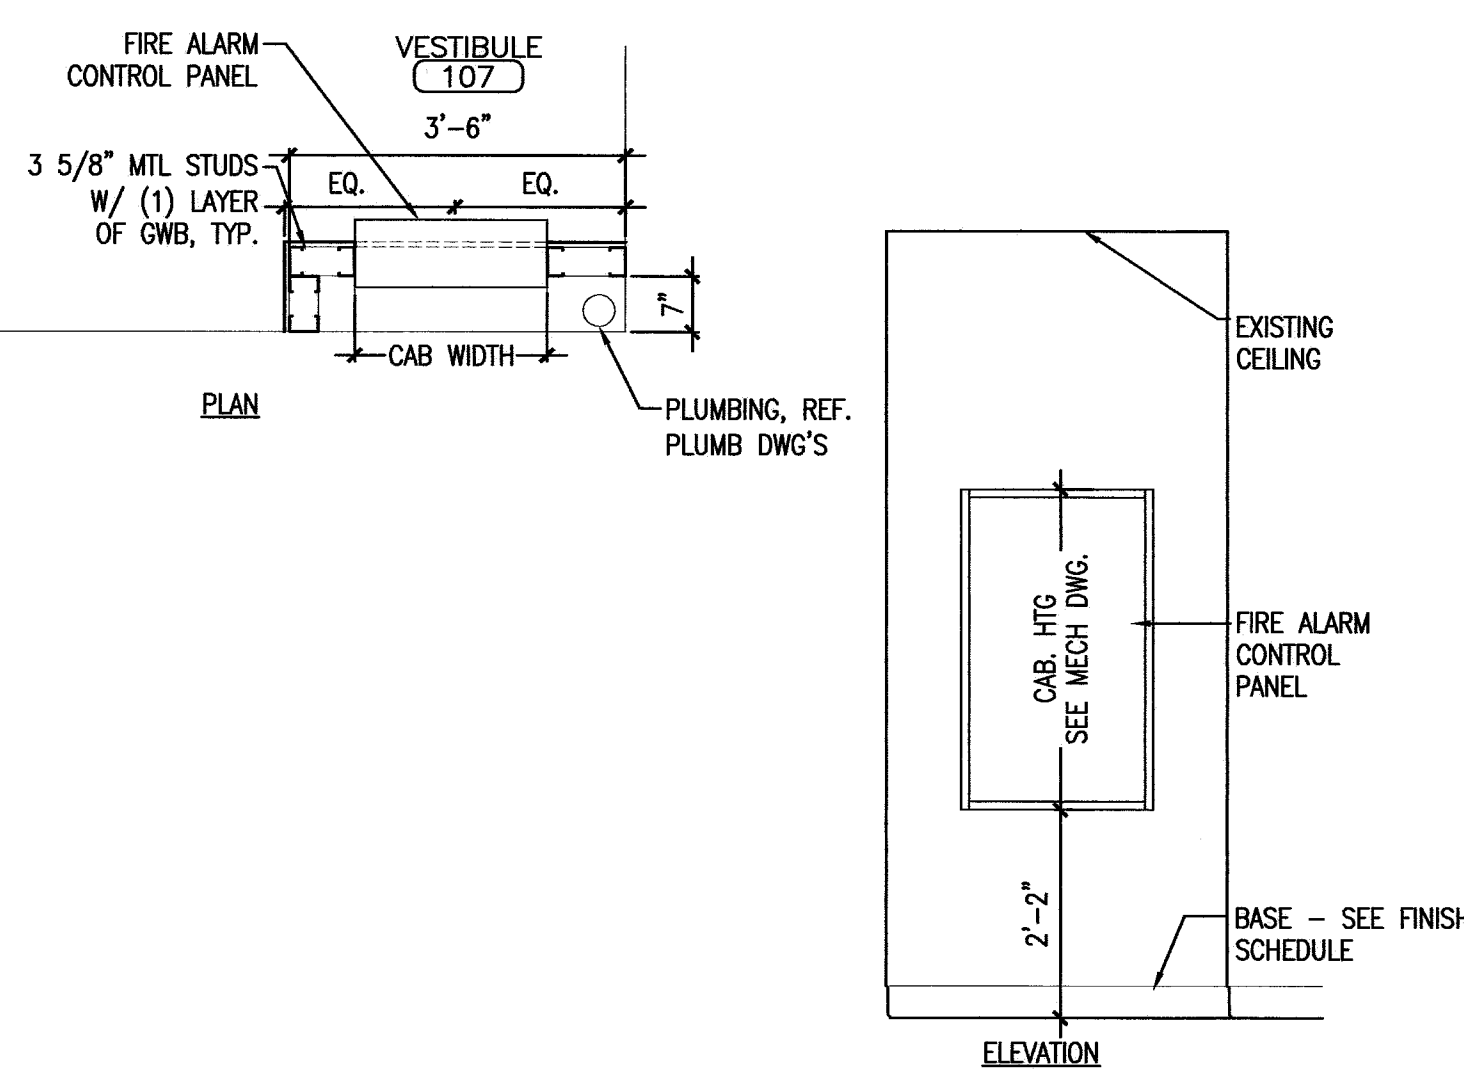 FIRE ALARM
CONTROL PANEL
VESTIBULE
107
3'-6"
3 5/8" MTL STUDS
W/ (1) LAYER
OF GWB, TYP.
EQ.
EQ.
7"
CAB WIDTH
PLAN
PLUMBING, REF.
PLUMB DWG'S
EXISTING
CEILING
CAB. HTG
SEE MECH DWG.
FIRE ALARM
CONTROL
PANEL
2'-2"
BASE - SEE FINISH
SCHEDULE
ELEVATION